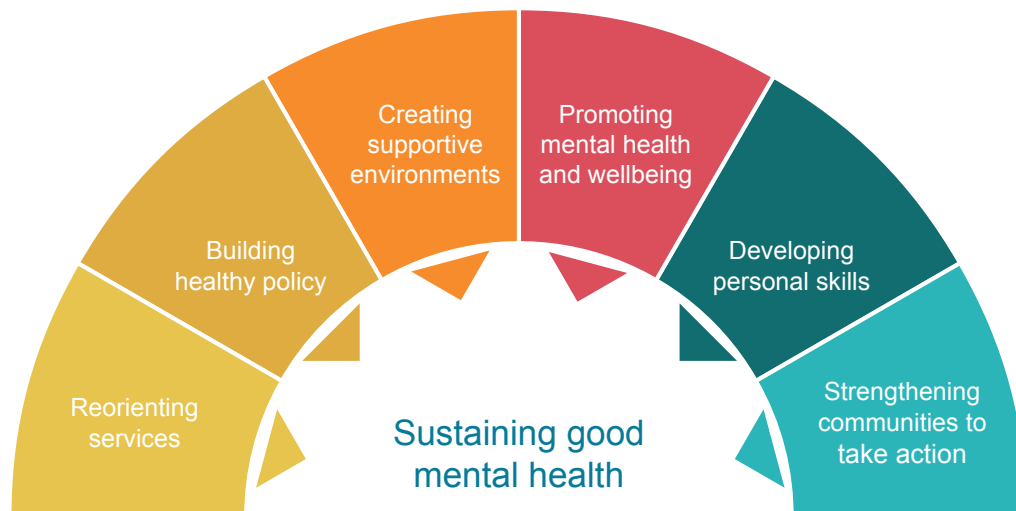 Reorienting
services
Building
healthy policy
Creating
supportive
environments
Promoting
mental health
and wellbeing
Developing
personal skills
Strengthening
communities to
take action
Sustaining good
mental health